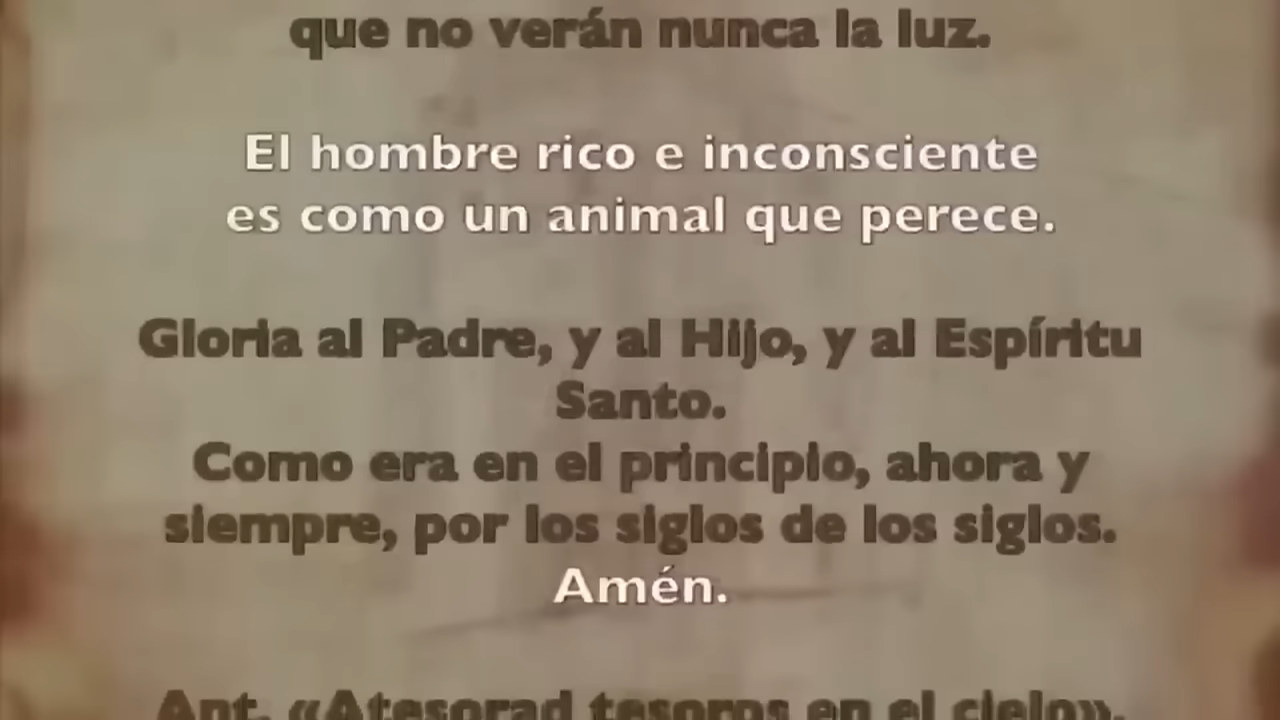 que no verán nunca la luz.
El hombre rico e inconsciente
es como un animal que perece.
Gloria al Padre, y al Hijo, y al Espíritu
Santo.
Como era en el principio, ahora y
siempre, por los siglos de los siglos.
Amén.
Ant. «Atesorad tesoros en el cielo»,